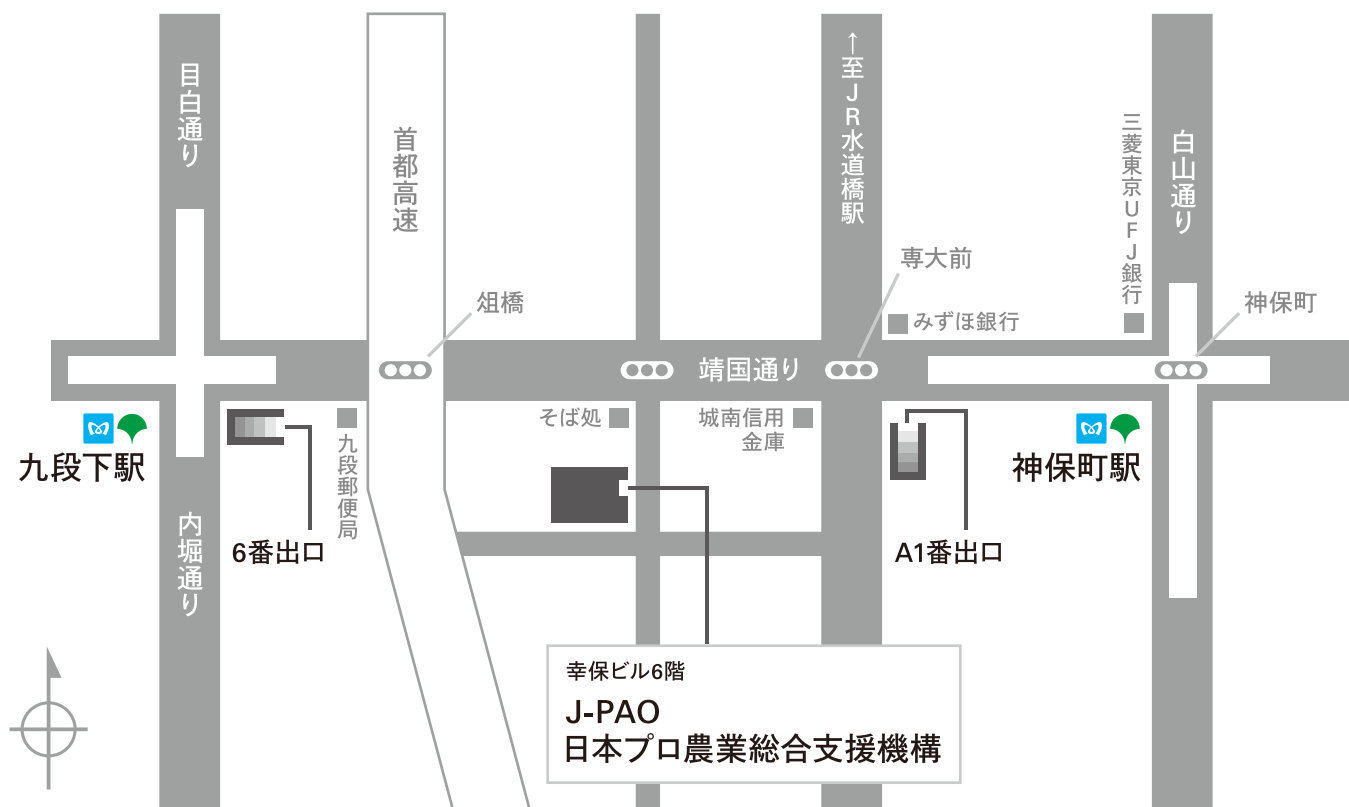 目白通り
首都高速
↑至JR水道橋駅
三菱東京UFJ銀行
白山通り
専大前
俎橋
神保町
みずほ銀行
靖国通り
そば処
城南信用
金庫
九段下駅
九段郵便局
神保町駅
内堀通り
6番出口
A1番出口
幸保ビル6階
J-PAO
日本プロ農業総合支援機構